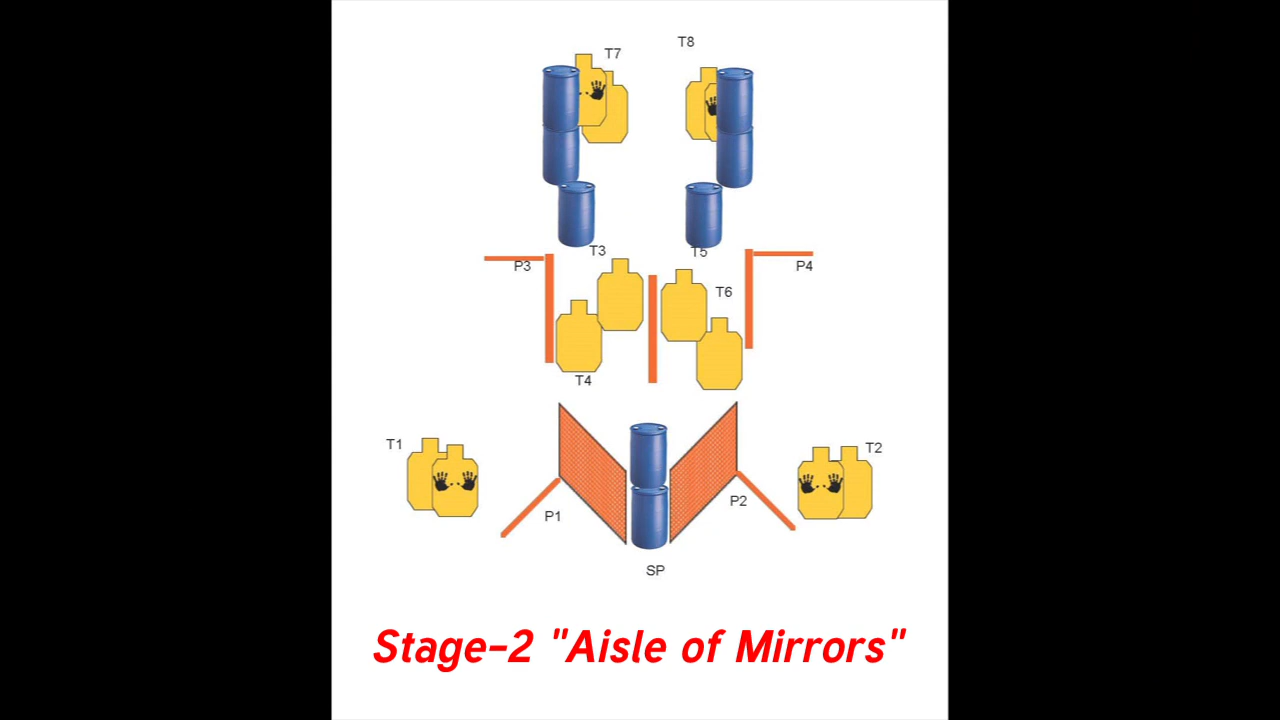 T7
T8
T3
T5
P3
P4
T6
T4
T1
T2
P1
P2
SP
Stage-2 "Aisle of Mirrors"